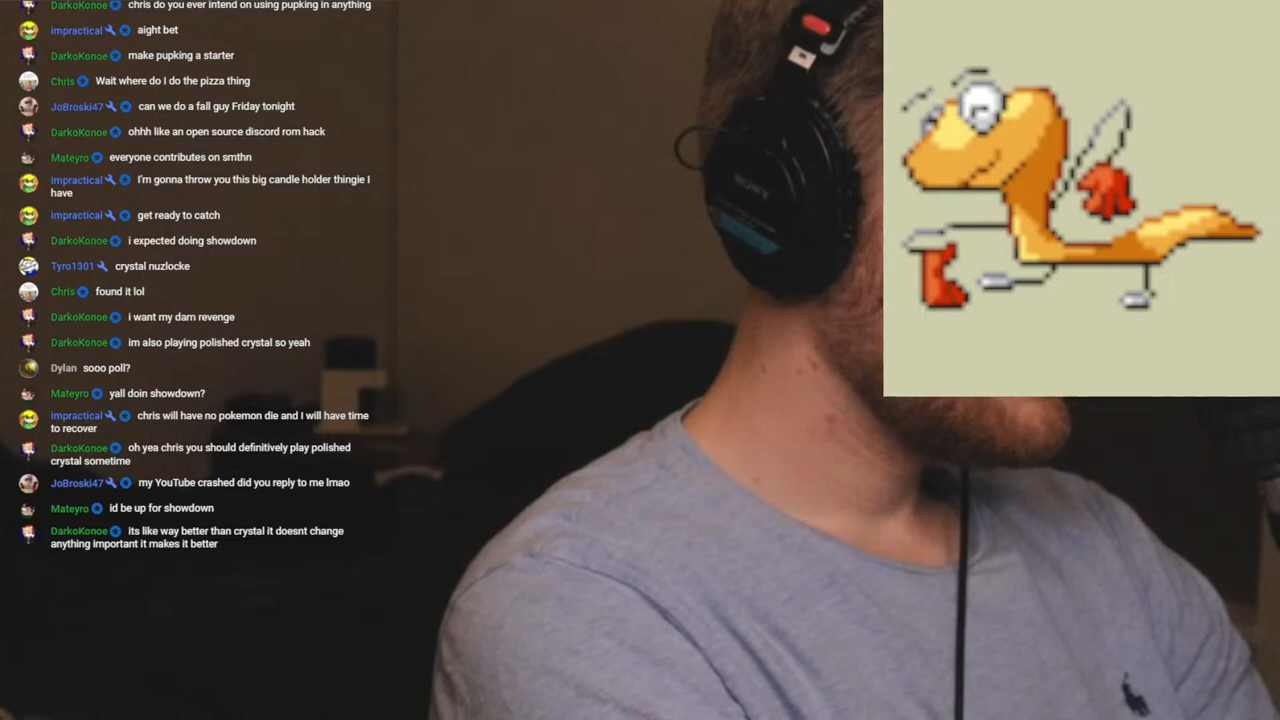 DarkoKonoe chris do you ever intend on using pupking in anything
impractical aight bet
DarkoKonoe make pupking a starter
Chris Wait where do I do the pizza thing
JoBroski47 can we do a fall guy Friday tonight
DarkoKonoe ohhh like an open source discord rom hack
Mateyro everyone contributes on smthn
impractical I'm gonna throw you this big candle holder thingie I
have
impractical get ready to catch
DarkoKonoe i expected doing showdown
Tyro1301 crystal nuzlocke
Chris found it lol
DarkoKonoe i want my darn revenge
DarkoKonoe im also playing polished crystal so yeah
Dylan sooo poll?
Mateyro yall doin showdown?
impractical chris will have no pokemon die and I will have time
to recover
DarkoKonoe oh yea chris you should definitively play polished
crystal sometime
JoBroski47 my YouTube crashed did you reply to me lmao
Mateyro id be up for showdown
DarkoKonoe its like way better than crystal it doesnt change
anything important it makes it better
SONY